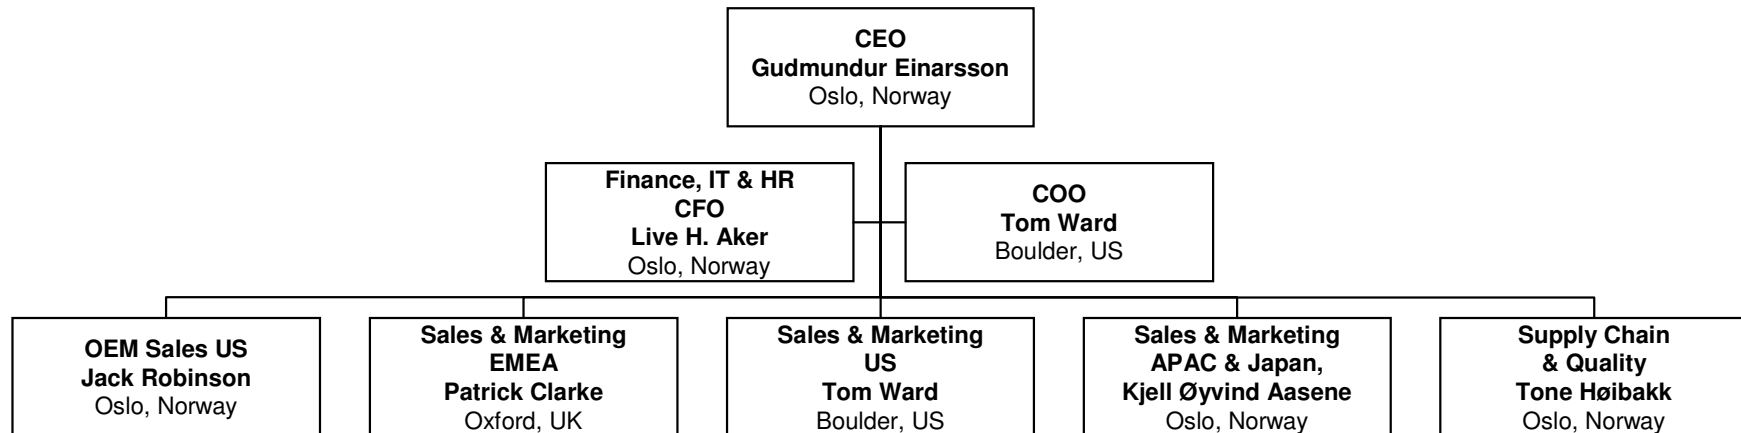 CEO
Gudmundur Einarsson
Oslo, Norway
Finance, IT & HR
CFO
Live H. Aker
Oslo, Norway
COO
Tom Ward
Boulder, US
OEM Sales US
Jack Robinson
Oslo, Norway
Sales & Marketing
EMEA
Patrick Clarke
Oxford, UK
Sales & Marketing
US
Tom Ward
Boulder, US
Sales & Marketing
APAC & Japan,
Kjell Øyvind Aasene
Oslo, Norway
Supply Chain
& Quality
Tone Høibakk
Oslo, Norway